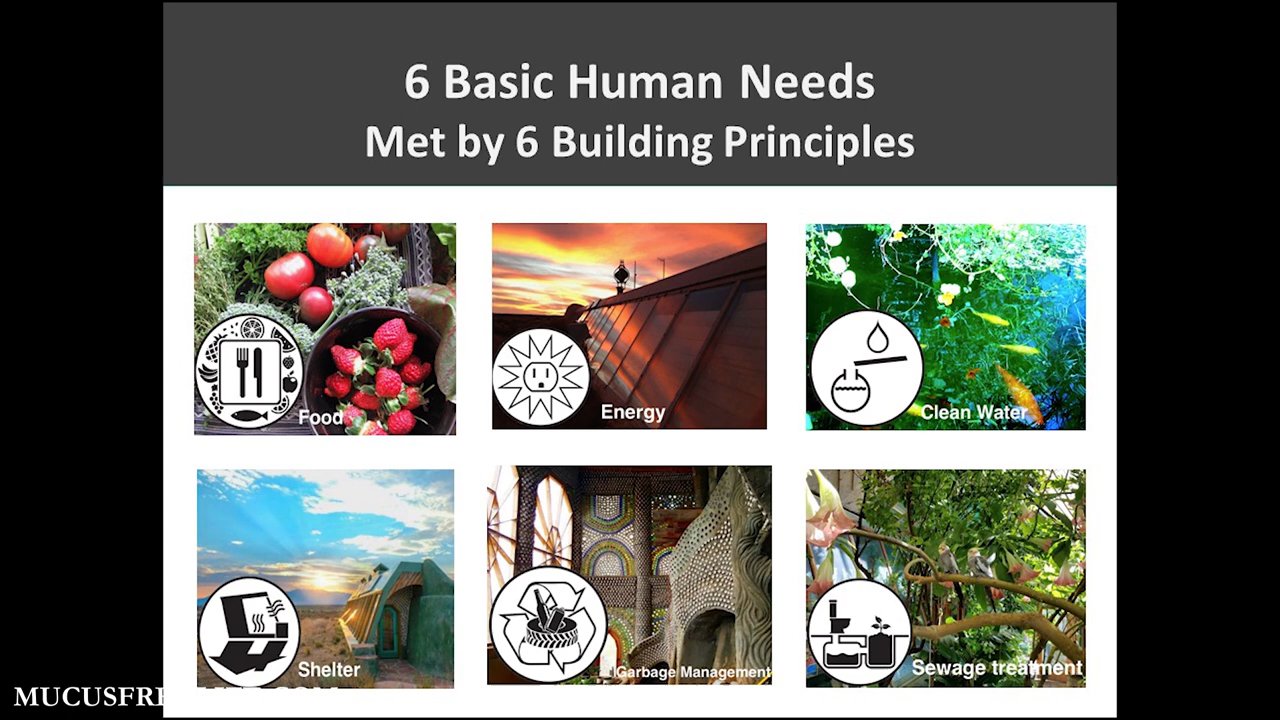 6 Basic Human Needs
Met by 6 Building Principles
Food
Energy
Clean Water
Shelter
Garbage Management
Sewage treatment